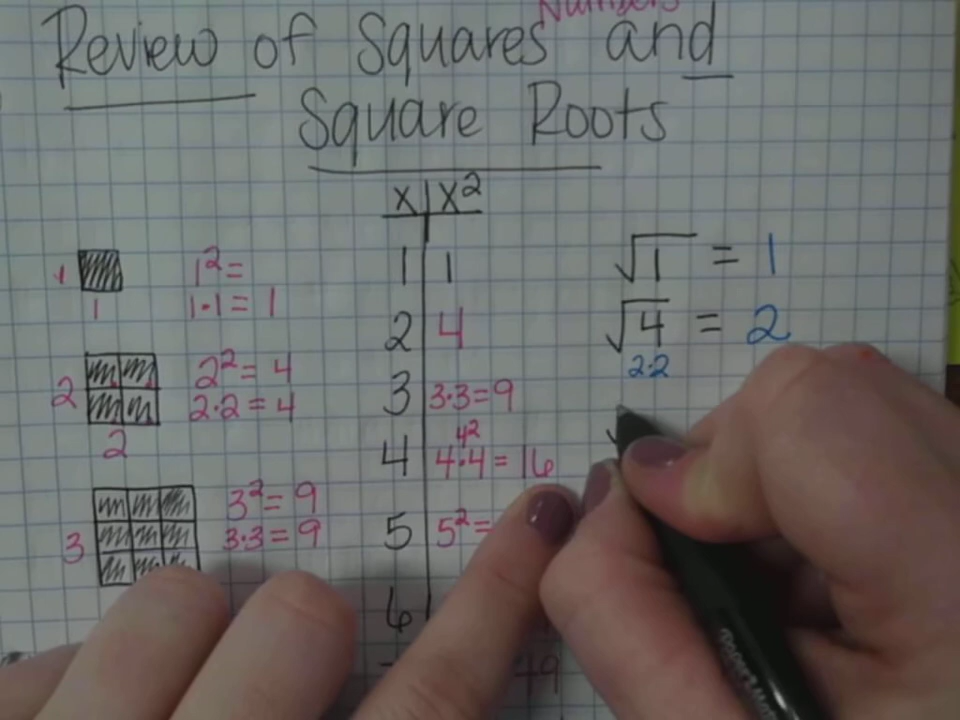 Numbers
Review of Squares and
Square Roots
x x²
1 1² = 1 1 √1 = 1
1 1·1 = 1
2 4 √4 = 2
2·2
2 2² = 4
2·2 = 4
2
3 3·3 = 9
4²
4 4·4 = 16
3 3² = 9
3·3 = 9
5 5² =
6
49